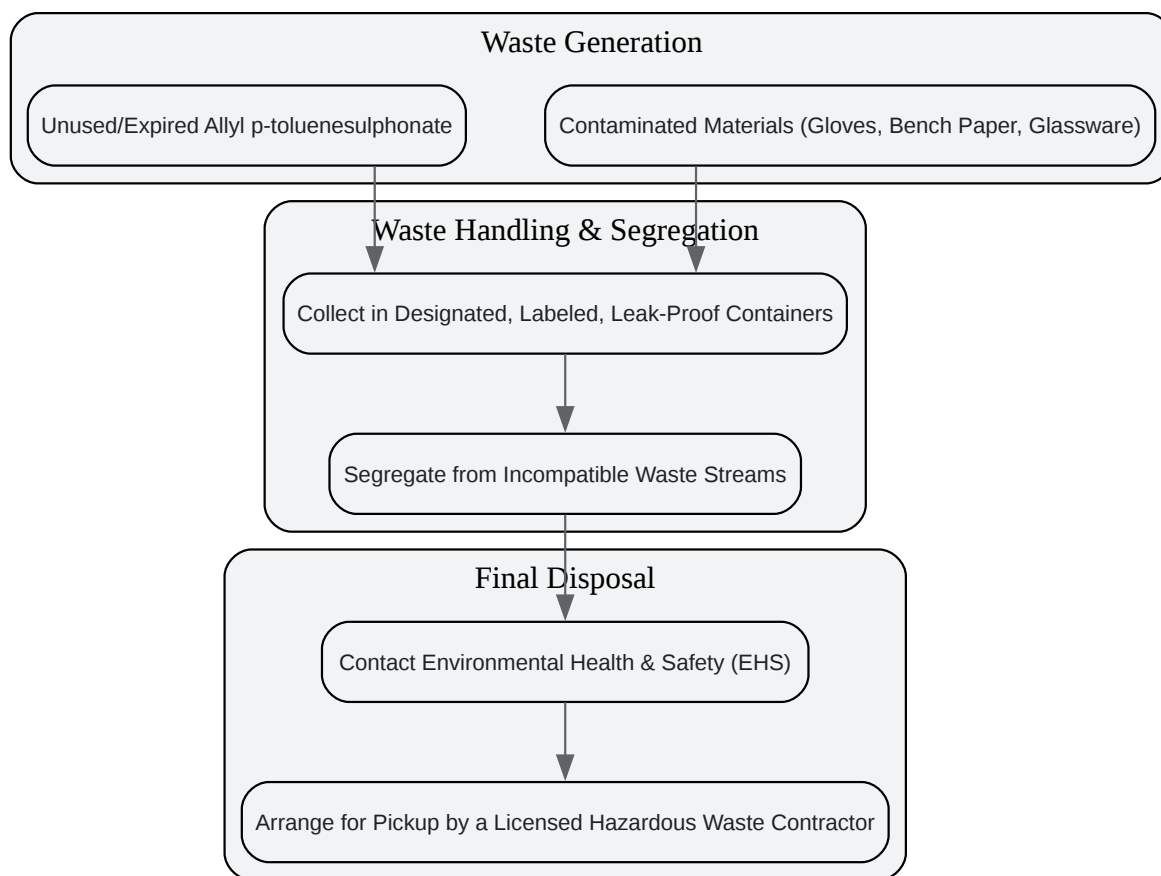 Waste Generation
Unused/Expired Allyl p-toluenesulphonate
Contaminated Materials (Gloves, Bench Paper, Glassware)
Waste Handling & Segregation
Collect in Designated, Labeled, Leak-Proof Containers
Segregate from Incompatible Waste Streams
Final Disposal
Contact Environmental Health & Safety (EHS)
Arrange for Pickup by a Licensed Hazardous Waste Contractor